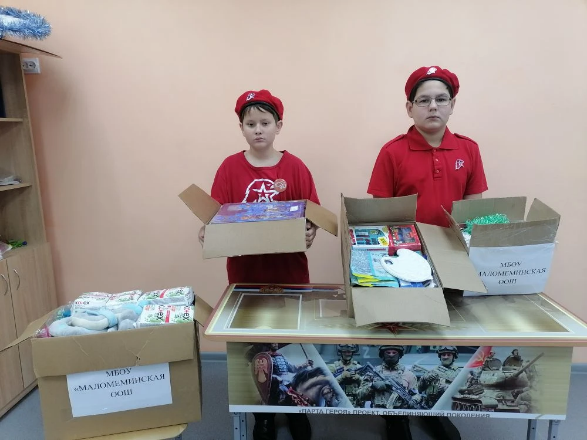 МБОУ
«МАЛОМЕМИНСКАЯ
ООШ
МБОУ
«МАЛОМЕМИНСКАЯ
ООШ
«ПАРТА ГЕРОЯ» ПРОЕКТ, ОБЪЕДИНЯЮЩИЙ ПОКОЛЕНИЯ